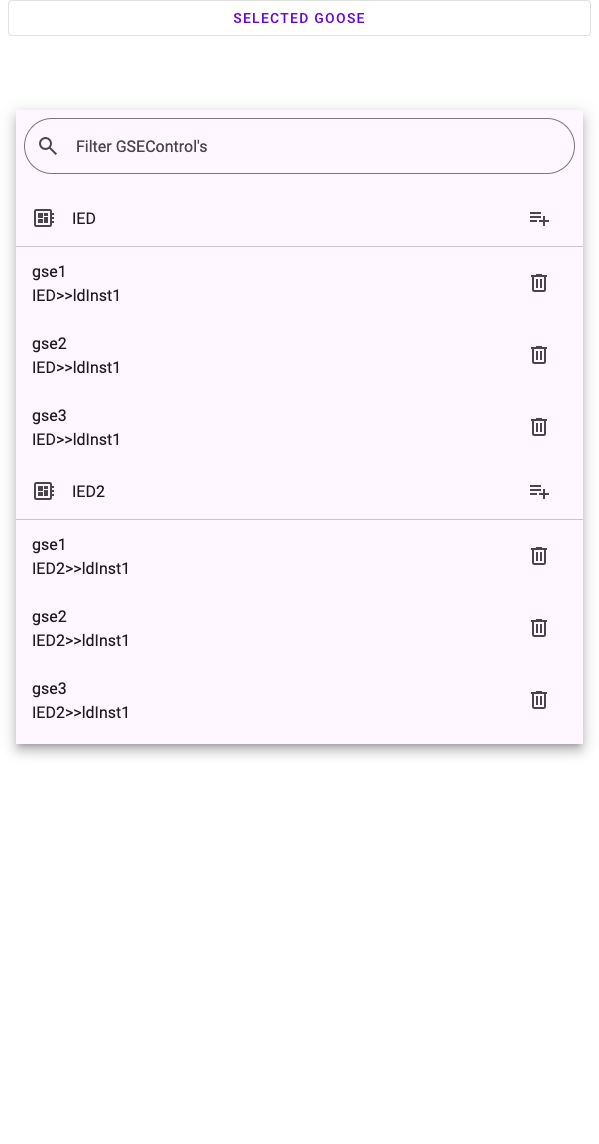 SELECTED GOOSE
Filter GSEControl's
IED
gse1
IED>>ldInst1
gse2
IED>>ldInst1
gse3
IED>>ldInst1
IED2
gse1
IED2>>ldInst1
gse2
IED2>>ldInst1
gse3
IED2>>ldInst1